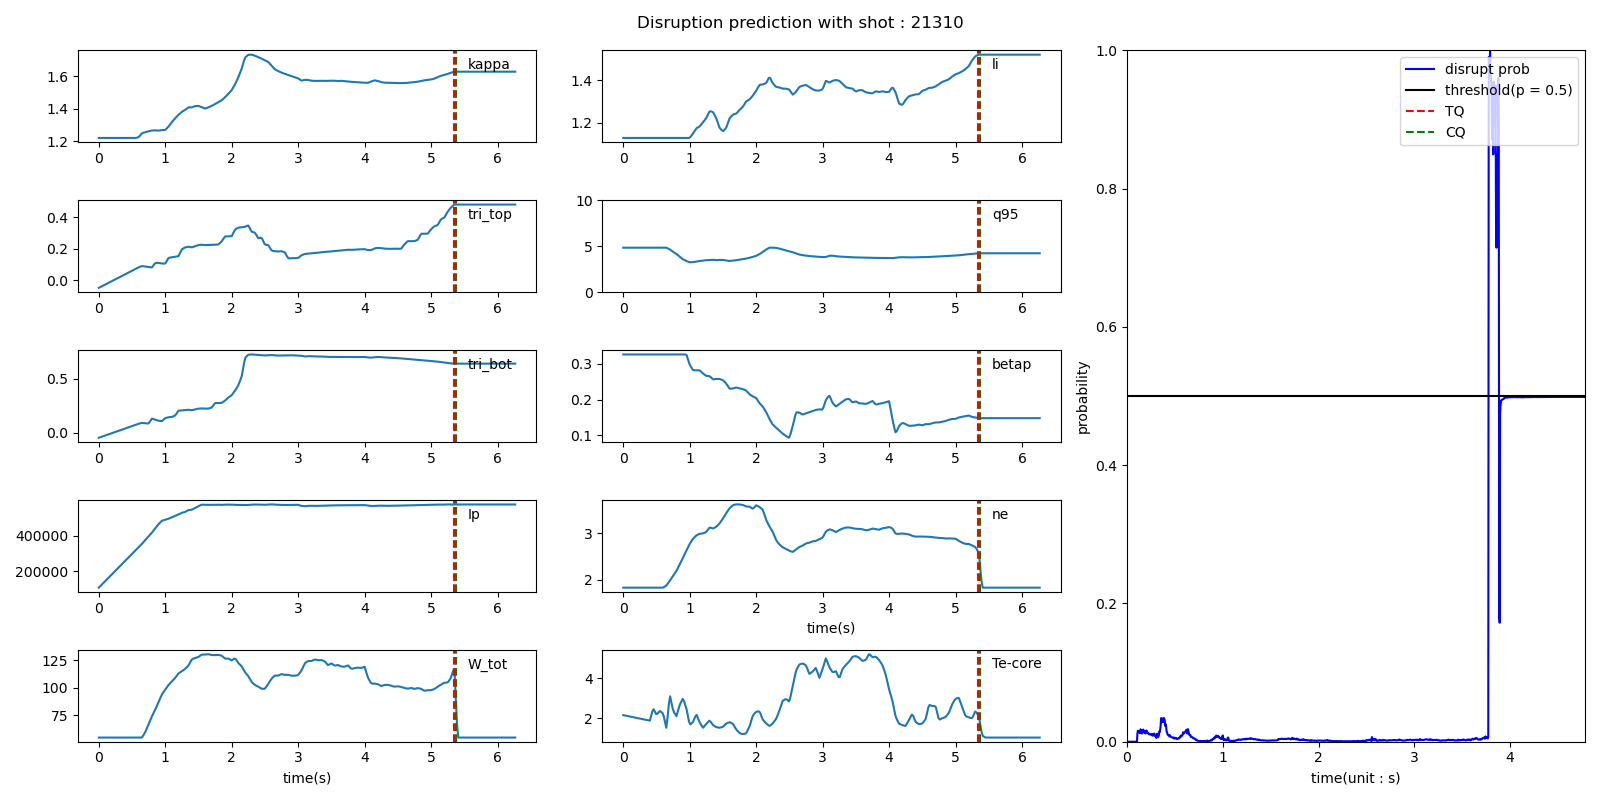 Disruption prediction with shot : 21310
kappa
1.6
1.4
1.2
0 1 2 3 4 5 6
li
1.4
1.2
0 1 2 3 4 5 6
tri_top
0.4
0.2
0.0
0 1 2 3 4 5 6
q95
10
5
0
0 1 2 3 4 5 6
tri_bot
0.5
0.0
0 1 2 3 4 5 6
betap
0.3
0.2
0.1
0 1 2 3 4 5 6
Ip
400000
200000
0 1 2 3 4 5 6
ne
3
2
0 1 2 3 4 5 6
time(s)
W_tot
125
100
75
0 1 2 3 4 5 6
time(s)
Te-core
4
2
0 1 2 3 4 5 6
disrupt prob
threshold(p = 0.5)
TQ
CQ
probability
1.0
0.8
0.6
0.4
0.2
0.0
0 1 2 3 4
time(unit : s)